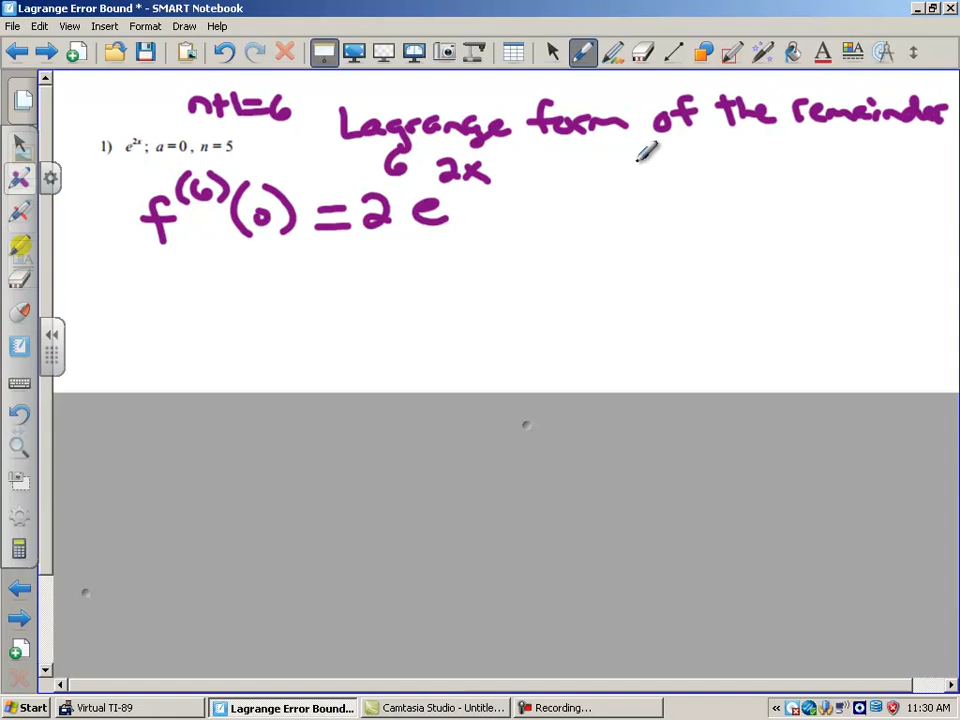 Lagrange Error Bound * - SMART Notebook
File Edit View Insert Format Draw Help
n+1=6
Lagrange form of the remainder
1) e^{2x}; a = 0, n = 5
f^{(6)}(0) = 2^6 e^{2x}
Start
Virtual TI-89
Lagrange Error Bound...
Camtasia Studio - Untitle...
Recording...
11:30 AM